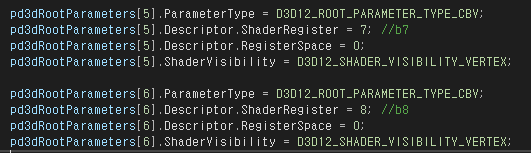 pd3dRootParameters[5].ParameterType = D3D12_ROOT_PARAMETER_TYPE_CBV;
pd3dRootParameters[5].Descriptor.ShaderRegister = 7; //b7
pd3dRootParameters[5].Descriptor.RegisterSpace = 0;
pd3dRootParameters[5].ShaderVisibility = D3D12_SHADER_VISIBILITY_VERTEX;
pd3dRootParameters[6].ParameterType = D3D12_ROOT_PARAMETER_TYPE_CBV;
pd3dRootParameters[6].Descriptor.ShaderRegister = 8; //b8
pd3dRootParameters[6].Descriptor.RegisterSpace = 0;
pd3dRootParameters[6].ShaderVisibility = D3D12_SHADER_VISIBILITY_VERTEX;